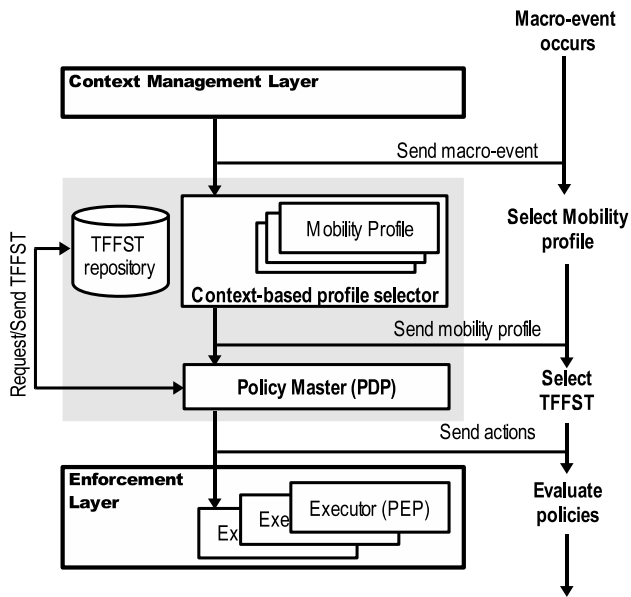 Macro-event
occurs
Context Management Layer
Send macro-event
TFFST
repository
Mobility Profile
Select Mobility
profile
Context-based profile selector
Request/Send TFFST
Send mobility profile
Policy Master (PDP)
Select
TFFST
Send actions
Enforcement
Layer
Executor (PEP)
Exe
Ex
Evaluate
policies